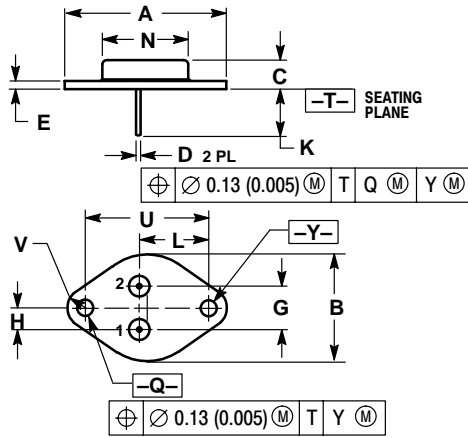 A
N
C
E
–T– SEATING PLANE
K
D 2 PL
⌖ ∅ 0.13 (0.005) Ⓜ T Q Ⓜ Y Ⓜ
U
V
L
–Y–
2
H
G
B
1
–Q–
⌖ ∅ 0.13 (0.005) Ⓜ T Y Ⓜ